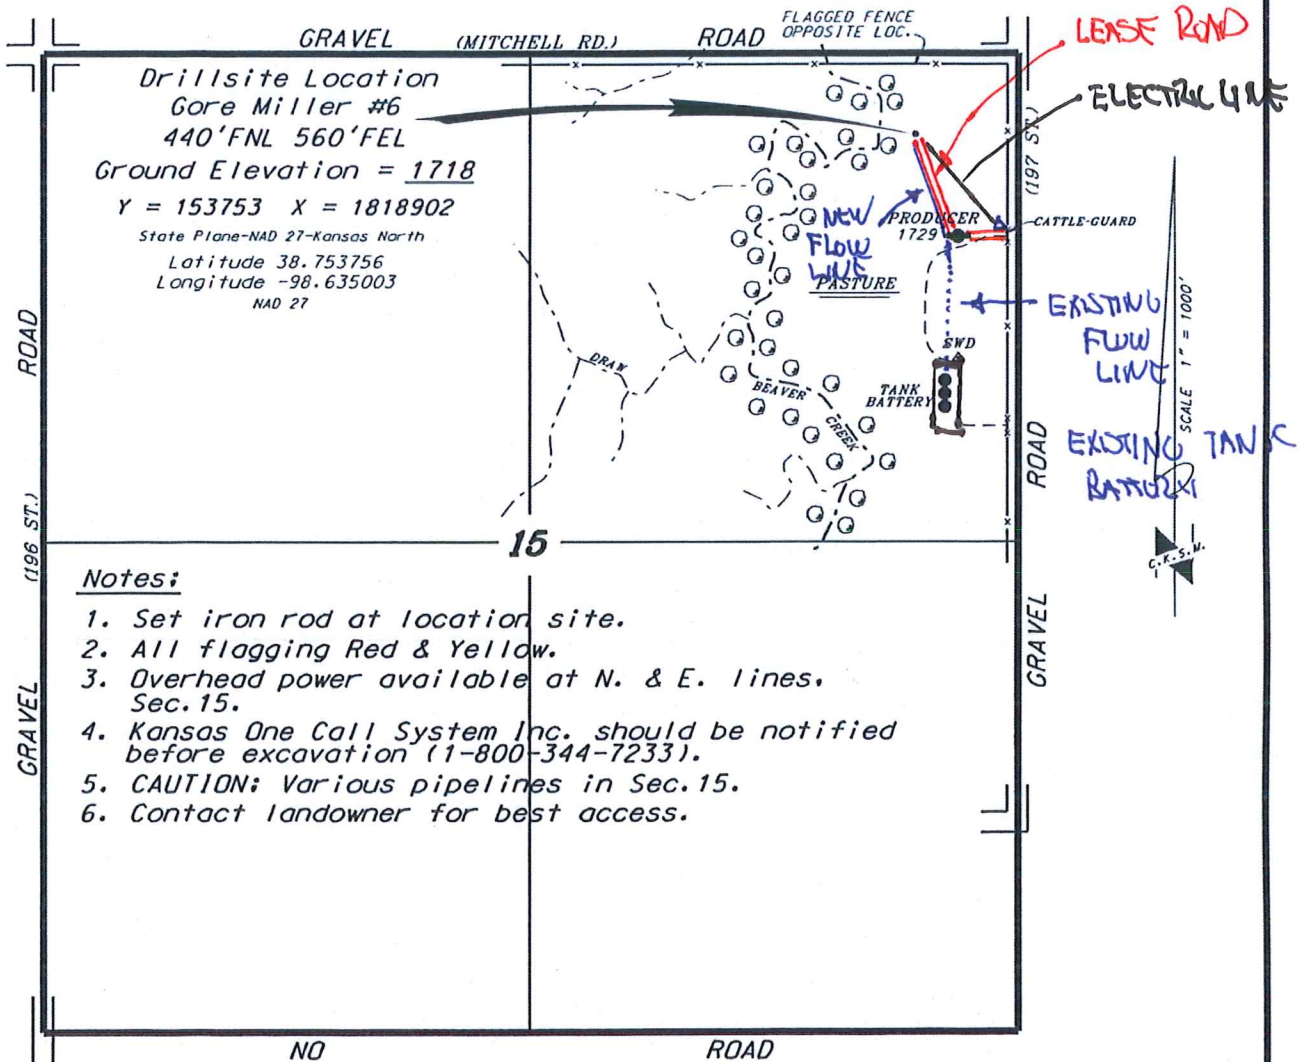 GRAVEL (MITCHELL RD.) ROAD
FLAGGED FENCE
OPPOSITE LOC.
LEASE ROAD
ELECTRIC LINE
Drillsite Location
Gore Miller #6
440'FNL 560'FEL
Ground Elevation = 1718
Y = 153753 X = 1818902
State Plane-NAD 27-Kansas North
Latitude 38.753756
Longitude -98.635003
NAD 27
(197 ST.)
CATTLE-GUARD
NEW
FLOW
LINE
PRODUCER
1729
PASTURE
EXISTING
FLOW
LINE
SCALE 1" = 1000'
SWD
TANK
BATTERY
EXISTING TANK
BATTERY
DRAW
BEAVER
CREEK
ROAD
(196 ST.)
GRAVEL
ROAD
GRAVEL
C.K.S.N.
15
Notes:
1. Set iron rod at location site.
2. All flagging Red & Yellow.
3. Overhead power available at N. & E. lines,
Sec.15.
4. Kansas One Call System Inc. should be notified
before excavation (1-800-344-7233).
5. CAUTION: Various pipelines in Sec.15.
6. Contact landowner for best access.
NO ROAD